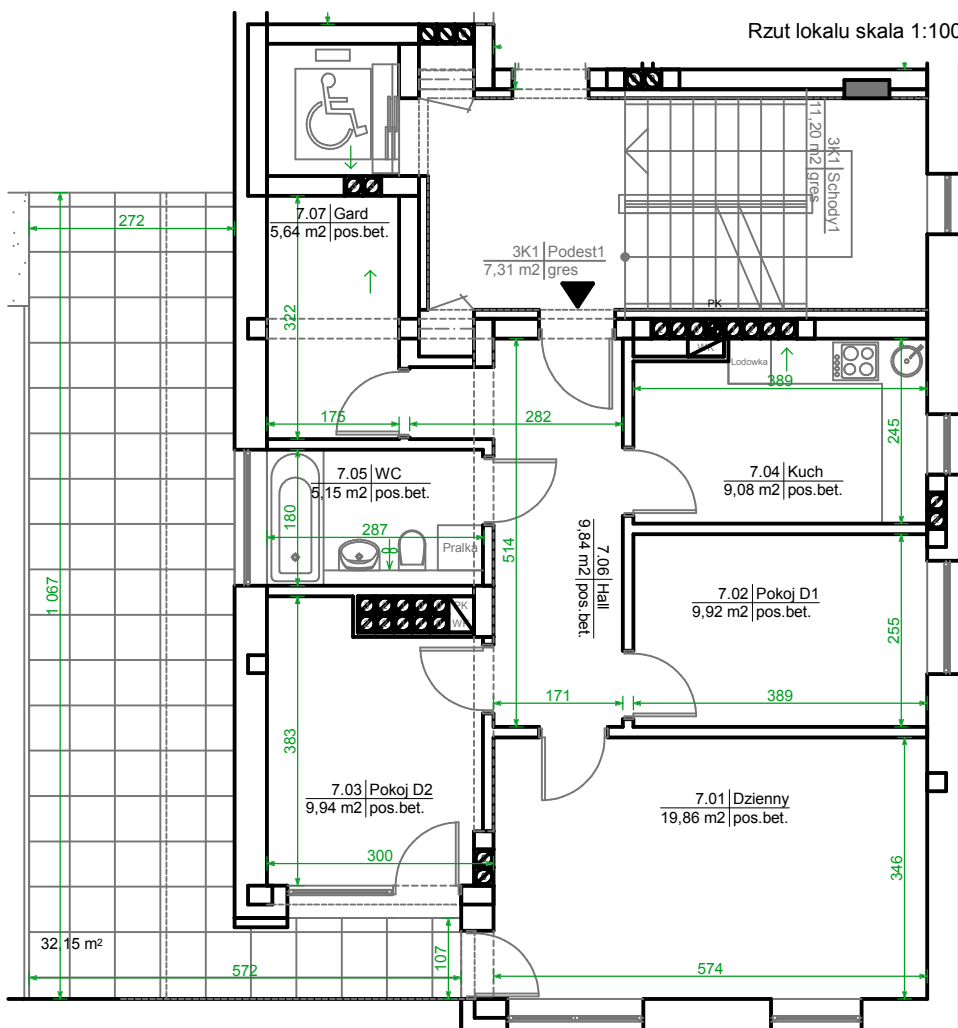 Rzut lokalu skala 1:100
272
7.07 Gard
5,64 m2 pos.bet.
3K1 Schody1
11,20 m2 gres
3K1 Podest1
7,31 m2 gres
PK
322
Lodowka
389
245
175
282
7.05 WC
5,15 m2 pos.bet.
7.04 Kuch
9,08 m2 pos.bet.
180
287
Pralka
514
7.06 Hall
9,84 m2 pos.bet.
7.02 Pokoj D1
9,92 m2 pos.bet.
255
1 067
PK
171
389
383
7.03 Pokoj D2
9,94 m2 pos.bet.
7.01 Dzienny
19,86 m2 pos.bet.
300
346
32,15 m²
107
572
574